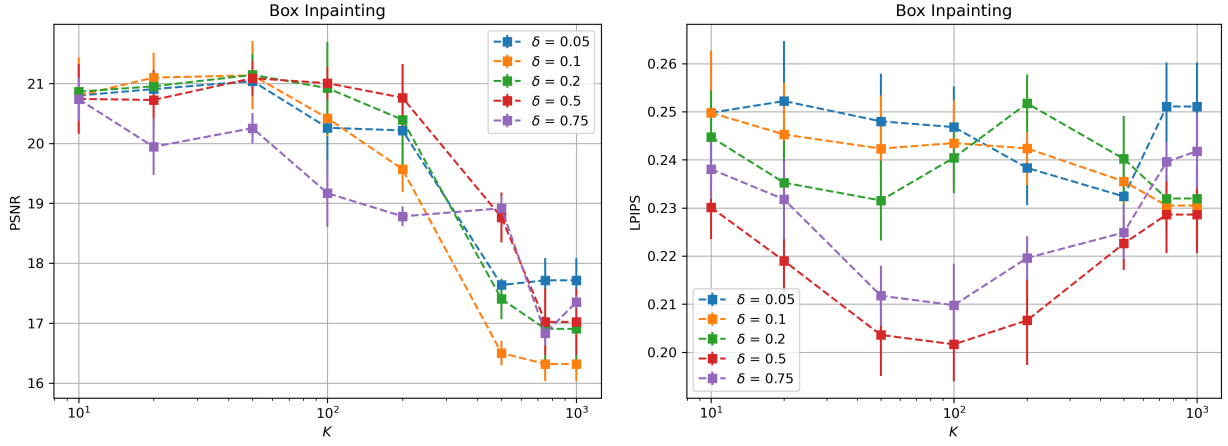 Box Inpainting
PSNR
21
20
19
18
17
16
δ = 0.05
δ = 0.1
δ = 0.2
δ = 0.5
δ = 0.75
10¹
10²
10³
K
Box Inpainting
LPIPS
0.26
0.25
0.24
0.23
0.22
0.21
0.20
δ = 0.05
δ = 0.1
δ = 0.2
δ = 0.5
δ = 0.75
10¹
10²
10³
K